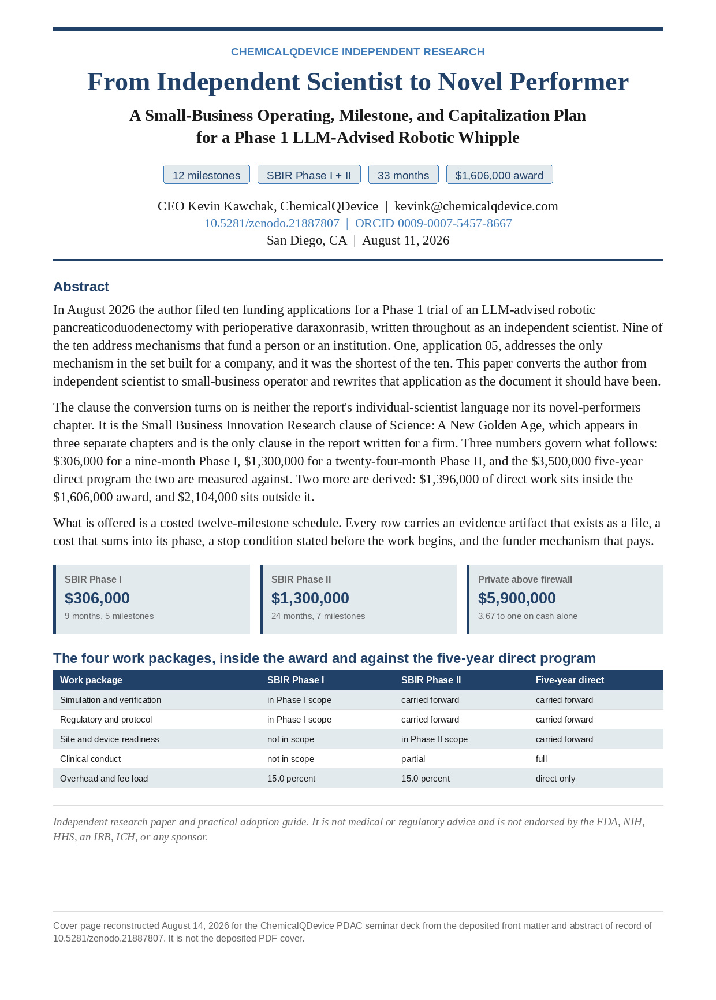 CHEMICALQDEVICE INDEPENDENT RESEARCH
From Independent Scientist to Novel Performer
A Small-Business Operating, Milestone, and Capitalization Plan
for a Phase 1 LLM-Advised Robotic Whipple
12 milestones SBIR Phase I + II 33 months $1,606,000 award
CEO Kevin Kawchak, ChemicalQDevice | kevink@chemicalqdevice.com
10.5281/zenodo.21887807 | ORCID 0009-0007-5457-8667
San Diego, CA | August 11, 2026
Abstract
In August 2026 the author filed ten funding applications for a Phase 1 trial of an LLM-advised robotic
pancreaticoduodenectomy with perioperative daraxonrasib, written throughout as an independent scientist. Nine of
the ten address mechanisms that fund a person or an institution. One, application 05, addresses the only
mechanism in the set built for a company, and it was the shortest of the ten. This paper converts the author from
independent scientist to small-business operator and rewrites that application as the document it should have been.
The clause the conversion turns on is neither the report's individual-scientist language nor its novel-performers
chapter. It is the Small Business Innovation Research clause of Science: A New Golden Age, which appears in
three separate chapters and is the only clause in the report written for a firm. Three numbers govern what follows:
$306,000 for a nine-month Phase I, $1,300,000 for a twenty-four-month Phase II, and the $3,500,000 five-year
direct program the two are measured against. Two more are derived: $1,396,000 of direct work sits inside the
$1,606,000 award, and $2,104,000 sits outside it.
What is offered is a costed twelve-milestone schedule. Every row carries an evidence artifact that exists as a file, a
cost that sums into its phase, a stop condition stated before the work begins, and the funder mechanism that pays.
SBIR Phase I SBIR Phase II Private above firewall
$306,000 $1,300,000 $5,900,000
9 months, 5 milestones 24 months, 7 milestones 3.67 to one on cash alone
The four work packages, inside the award and against the five-year direct program
Work package SBIR Phase I SBIR Phase II Five-year direct
Simulation and verification in Phase I scope carried forward carried forward
Regulatory and protocol in Phase I scope carried forward carried forward
Site and device readiness not in scope in Phase II scope carried forward
Clinical conduct not in scope partial full
Overhead and fee load 15.0 percent 15.0 percent direct only
Independent research paper and practical adoption guide. It is not medical or regulatory advice and is not endorsed by the FDA, NIH,
HHS, an IRB, ICH, or any sponsor.
Cover page reconstructed August 14, 2026 for the ChemicalQDevice PDAC seminar deck from the deposited front matter and abstract of record of
10.5281/zenodo.21887807. It is not the deposited PDF cover.